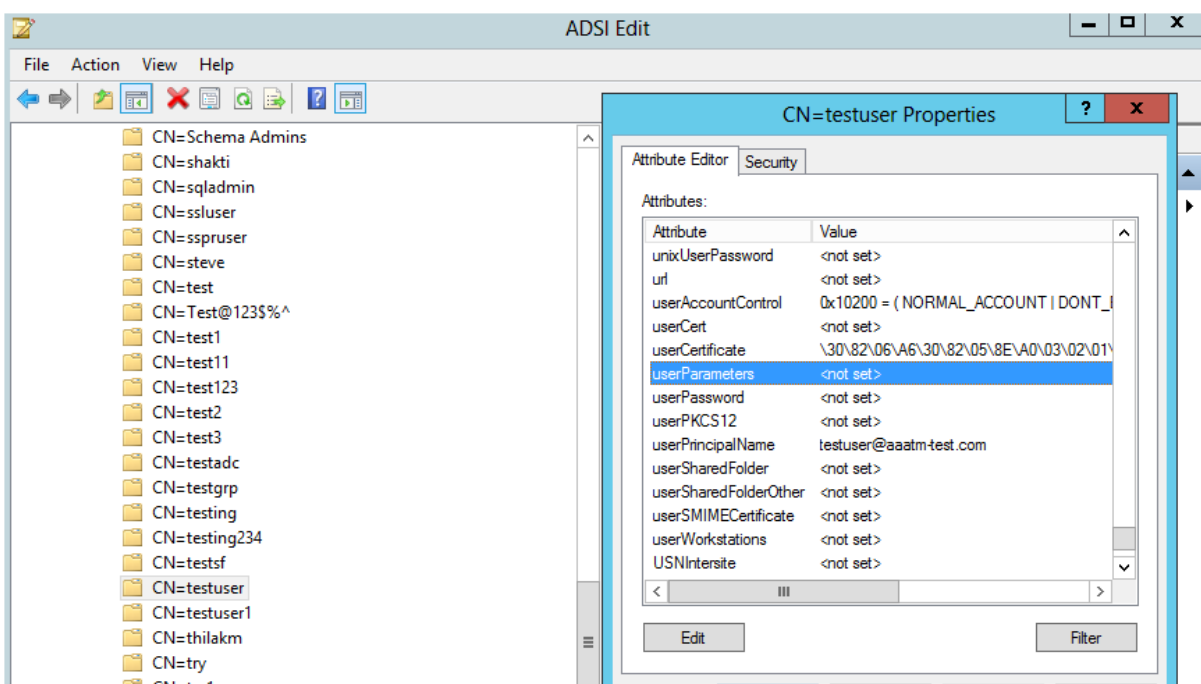 ADSI Edit
File Action View Help
CN=Schema Admins
CN=shakti
CN=sqladmin
CN=ssluser
CN=sspruser
CN=steve
CN=test
CN=Test@123$%^
CN=test1
CN=test11
CN=test123
CN=test2
CN=test3
CN=testadc
CN=testgrp
CN=testing
CN=testing234
CN=testsf
CN=testuser
CN=testuser1
CN=thilakm
CN=try
CN=testuser Properties
Attribute Editor Security
Attributes:
Attribute Value
unixUserPassword <not set>
url <not set>
userAccountControl 0x10200 = ( NORMAL_ACCOUNT | DONT_
userCert <not set>
userCertificate \30\82\06\A6\30\82\05\8E\A0\03\02\01\
userParameters <not set>
userPassword <not set>
userPKCS12 <not set>
userPrincipalName testuser@aaatm-test.com
userSharedFolder <not set>
userSharedFolderOther <not set>
userSMIMECertificate <not set>
userWorkstations <not set>
USNIntersite <not set>
Edit Filter